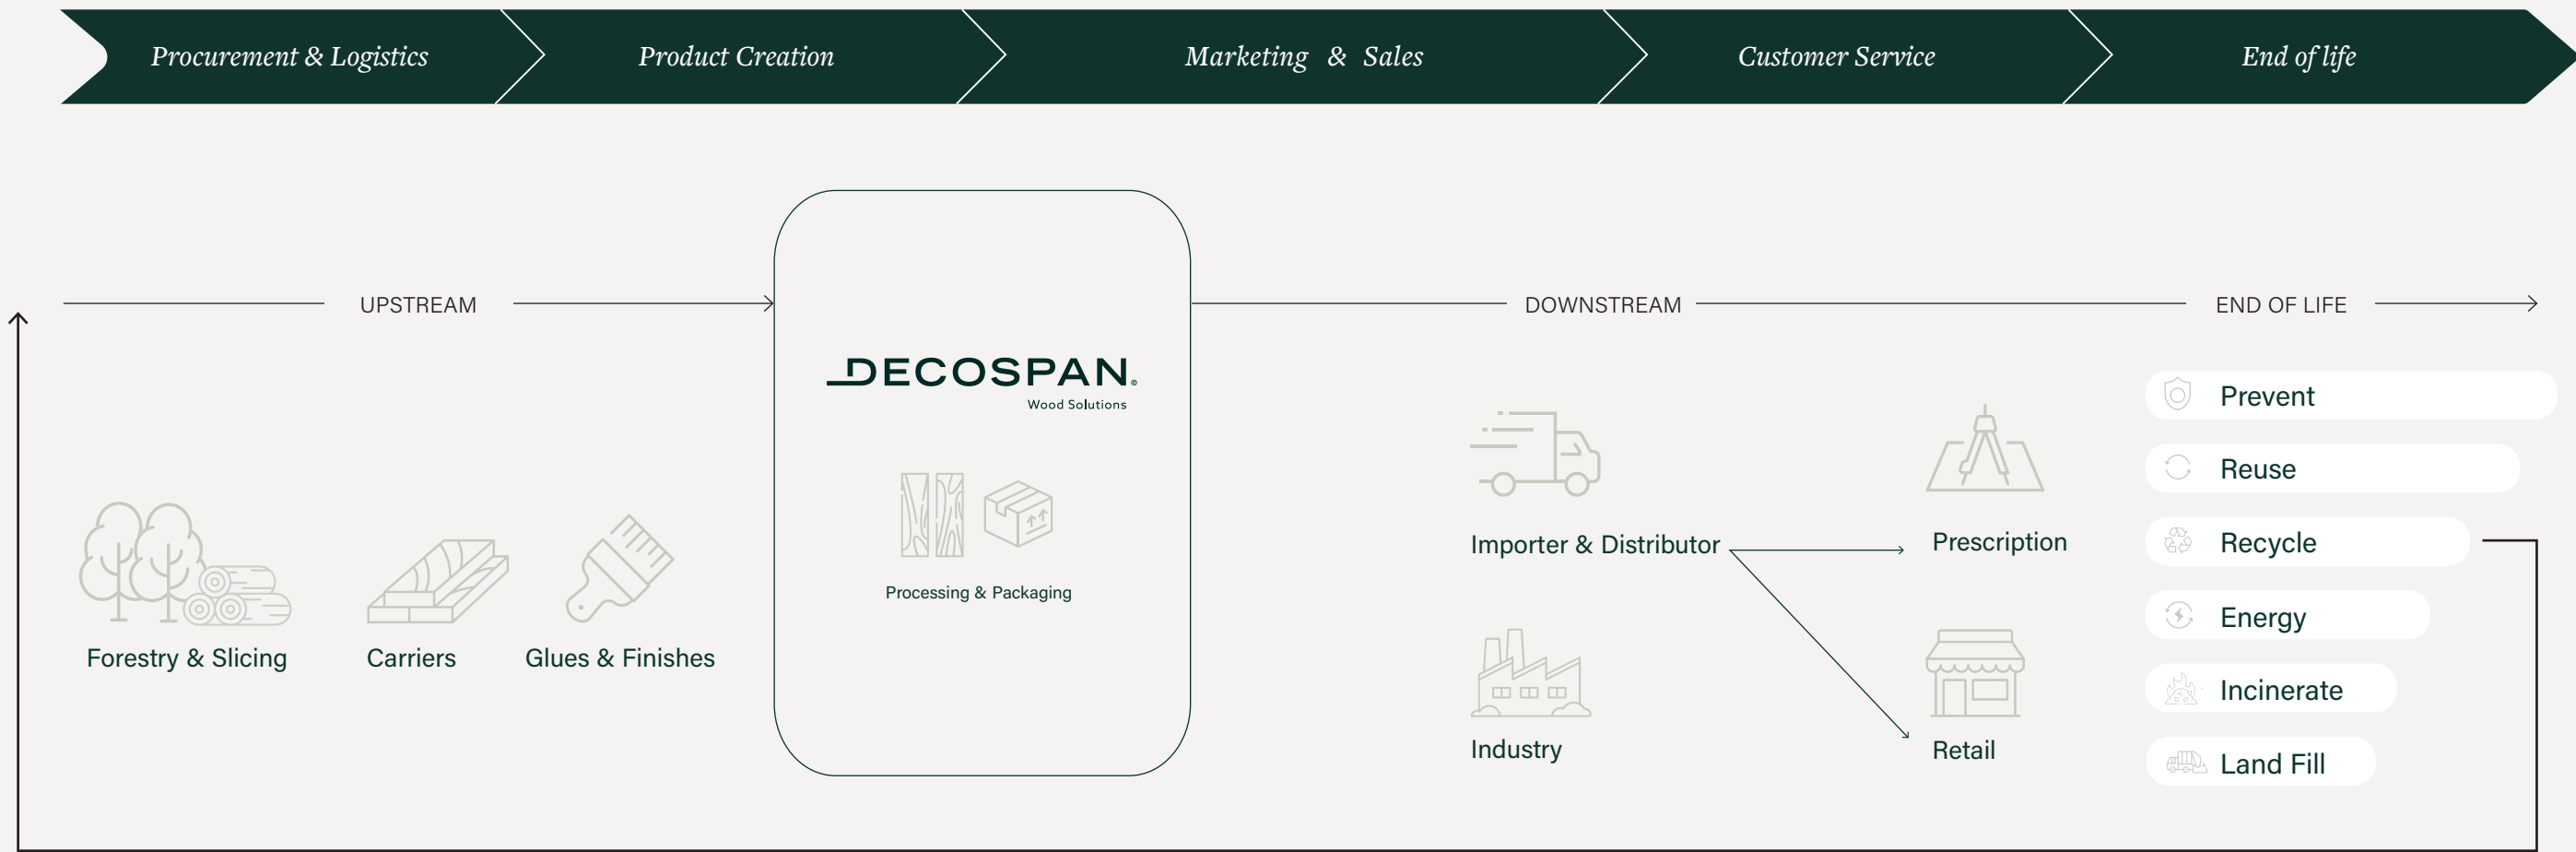 Procurement & Logistics
Product Creation
Marketing & Sales
Customer Service
End of life
UPSTREAM
DOWNSTREAM
END OF LIFE
DECOSPAN®
Wood Solutions
Processing & Packaging
Forestry & Slicing
Carriers
Glues & Finishes
Importer & Distributor
Prescription
Industry
Retail
Prevent
Reuse
Recycle
Energy
Incinerate
Land Fill